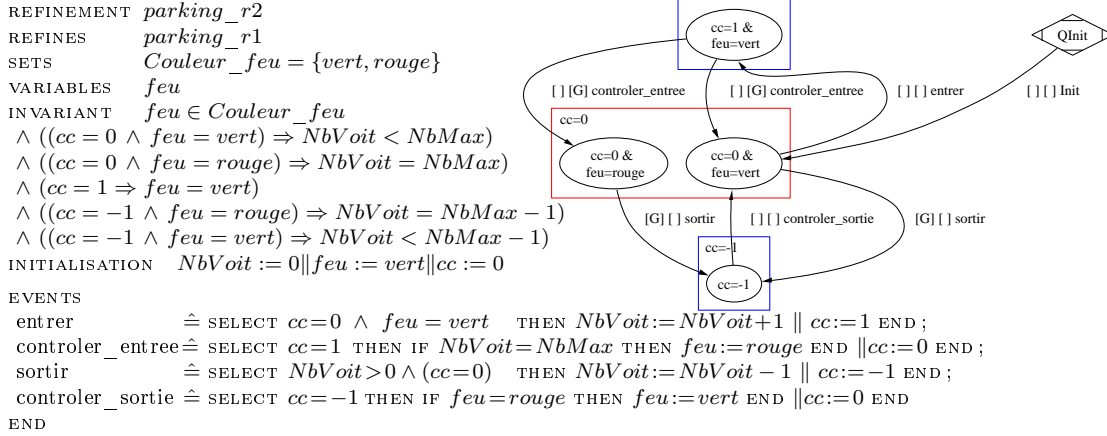 REFINEMENT parking_r2
REFINES parking_r1
SETS Couleur_feu = {vert, rouge}
VARIABLES feu
INVARIANT feu ∈ Couleur_feu
∧ ((cc = 0 ∧ feu = vert) ⇒ NbVoit < NbMax)
∧ ((cc = 0 ∧ feu = rouge) ⇒ NbVoit = NbMax)
∧ (cc = 1 ⇒ feu = vert)
∧ ((cc = −1 ∧ feu = rouge) ⇒ NbVoit = NbMax − 1)
∧ ((cc = −1 ∧ feu = vert) ⇒ NbVoit < NbMax − 1)
INITIALISATION NbVoit := 0‖feu := vert‖cc := 0
EVENTS
entrer ≙ SELECT cc=0 ∧ feu = vert THEN NbVoit:=NbVoit+1 ‖ cc:=1 END ;
controler_entree ≙ SELECT cc=1 THEN IF NbVoit=NbMax THEN feu:=rouge END ‖cc:=0 END ;
sortir ≙ SELECT NbVoit>0 ∧ (cc=0) THEN NbVoit:=NbVoit − 1 ‖ cc:=−1 END ;
controler_sortie ≙ SELECT cc=−1 THEN IF feu=rouge THEN feu:=vert END ‖cc:=0 END
END
cc=1 &
feu=vert
QInit
[ ] [G] controler_entree
[ ] [G] controler_entree
[ ] [ ] entrer
[ ] [ ] Init
cc=0
cc=0 &
feu=rouge
cc=0 &
feu=vert
[G] [ ] sortir
[ ] [ ] controler_sortie
[G] [ ] sortir
cc=-1
cc=-1